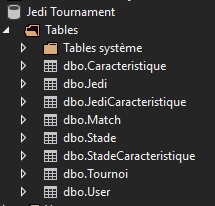 Jedi Tournament
Tables
Tables système
dbo.Caracteristique
dbo.Jedi
dbo.JediCaracteristique
dbo.Match
dbo.Stade
dbo.StadeCaracteristique
dbo.Tournoi
dbo.User